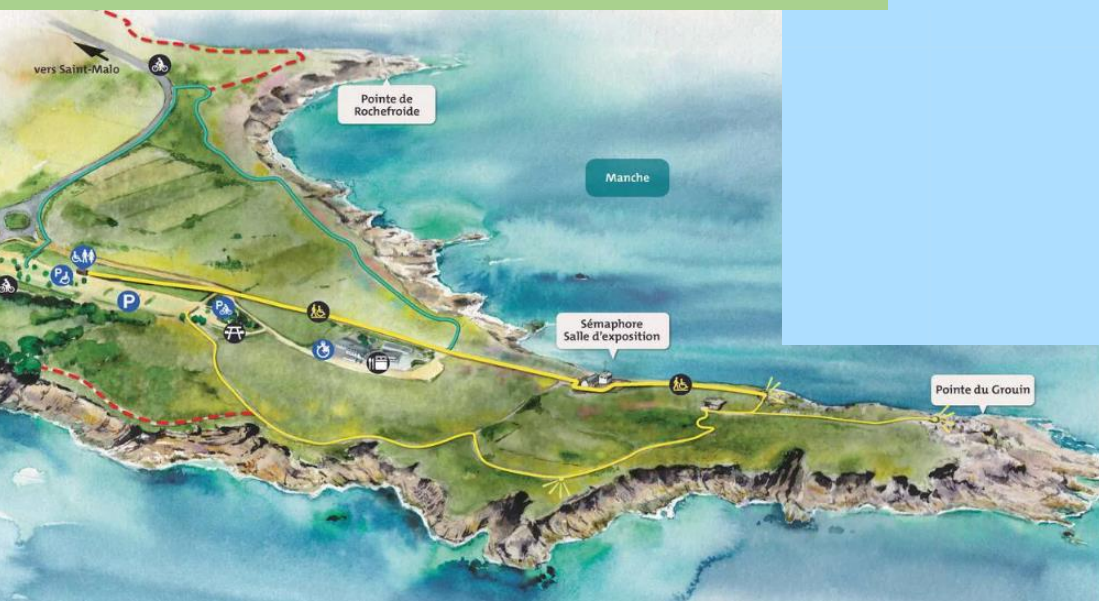 vers Saint-Malo
Pointe de
Rochefroide
Manche
P
P
P
Sémaphore
Salle d'exposition
Pointe du Grouin